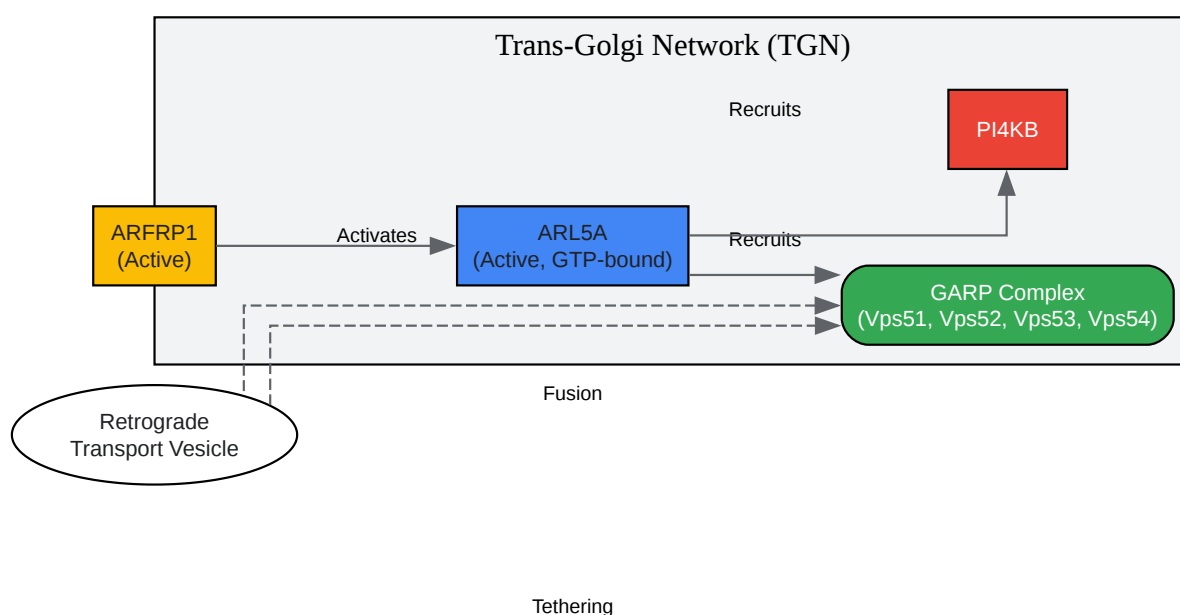 Trans-Golgi Network (TGN)
Recruits
PI4KB
ARFRP1
(Active)
Activates
ARL5A
(Active, GTP-bound)
Recruits
GARP Complex
(Vps51, Vps52, Vps53, Vps54)
Fusion
Retrograde
Transport Vesicle
Tethering